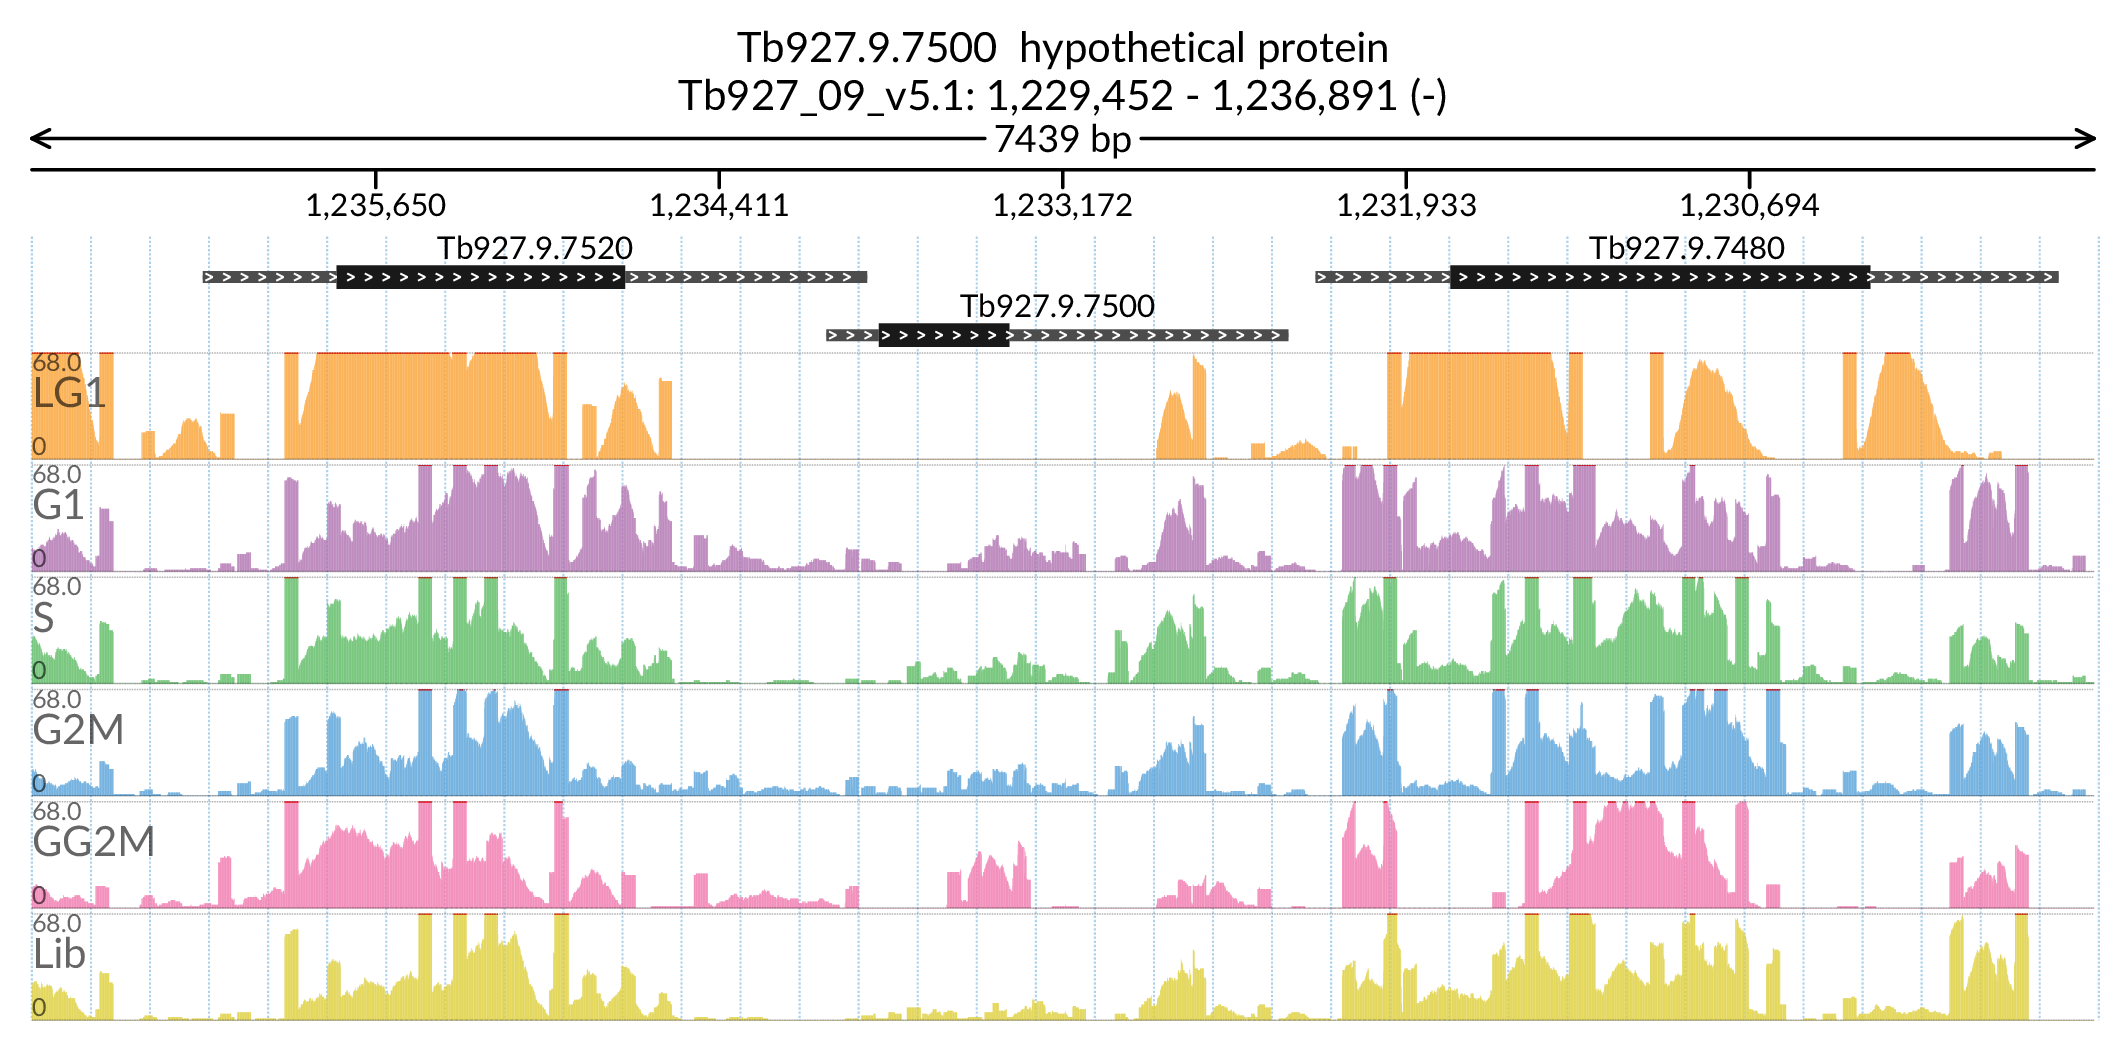 Tb927.9.7500  hypothetical protein
Tb927_09_v5.1: 1,229,452 - 1,236,891 (-)
7439 bp
1,235,650 1,234,411 1,233,172 1,231,933 1,230,694
Tb927.9.7520 Tb927.9.7480
Tb927.9.7500
68.0
LG1
0
68.0
G1
0
68.0
S
0
68.0
G2M
0
68.0
GG2M
0
68.0
Lib
0